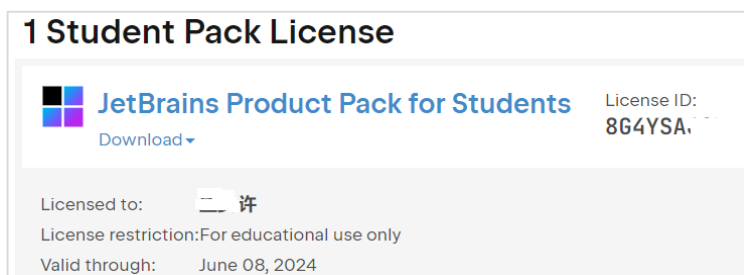 1 Student Pack License
JetBrains Product Pack for Students
License ID:
8G4YSA
Download
Licensed to: 许
License restriction:For educational use only
Valid through: June 08, 2024